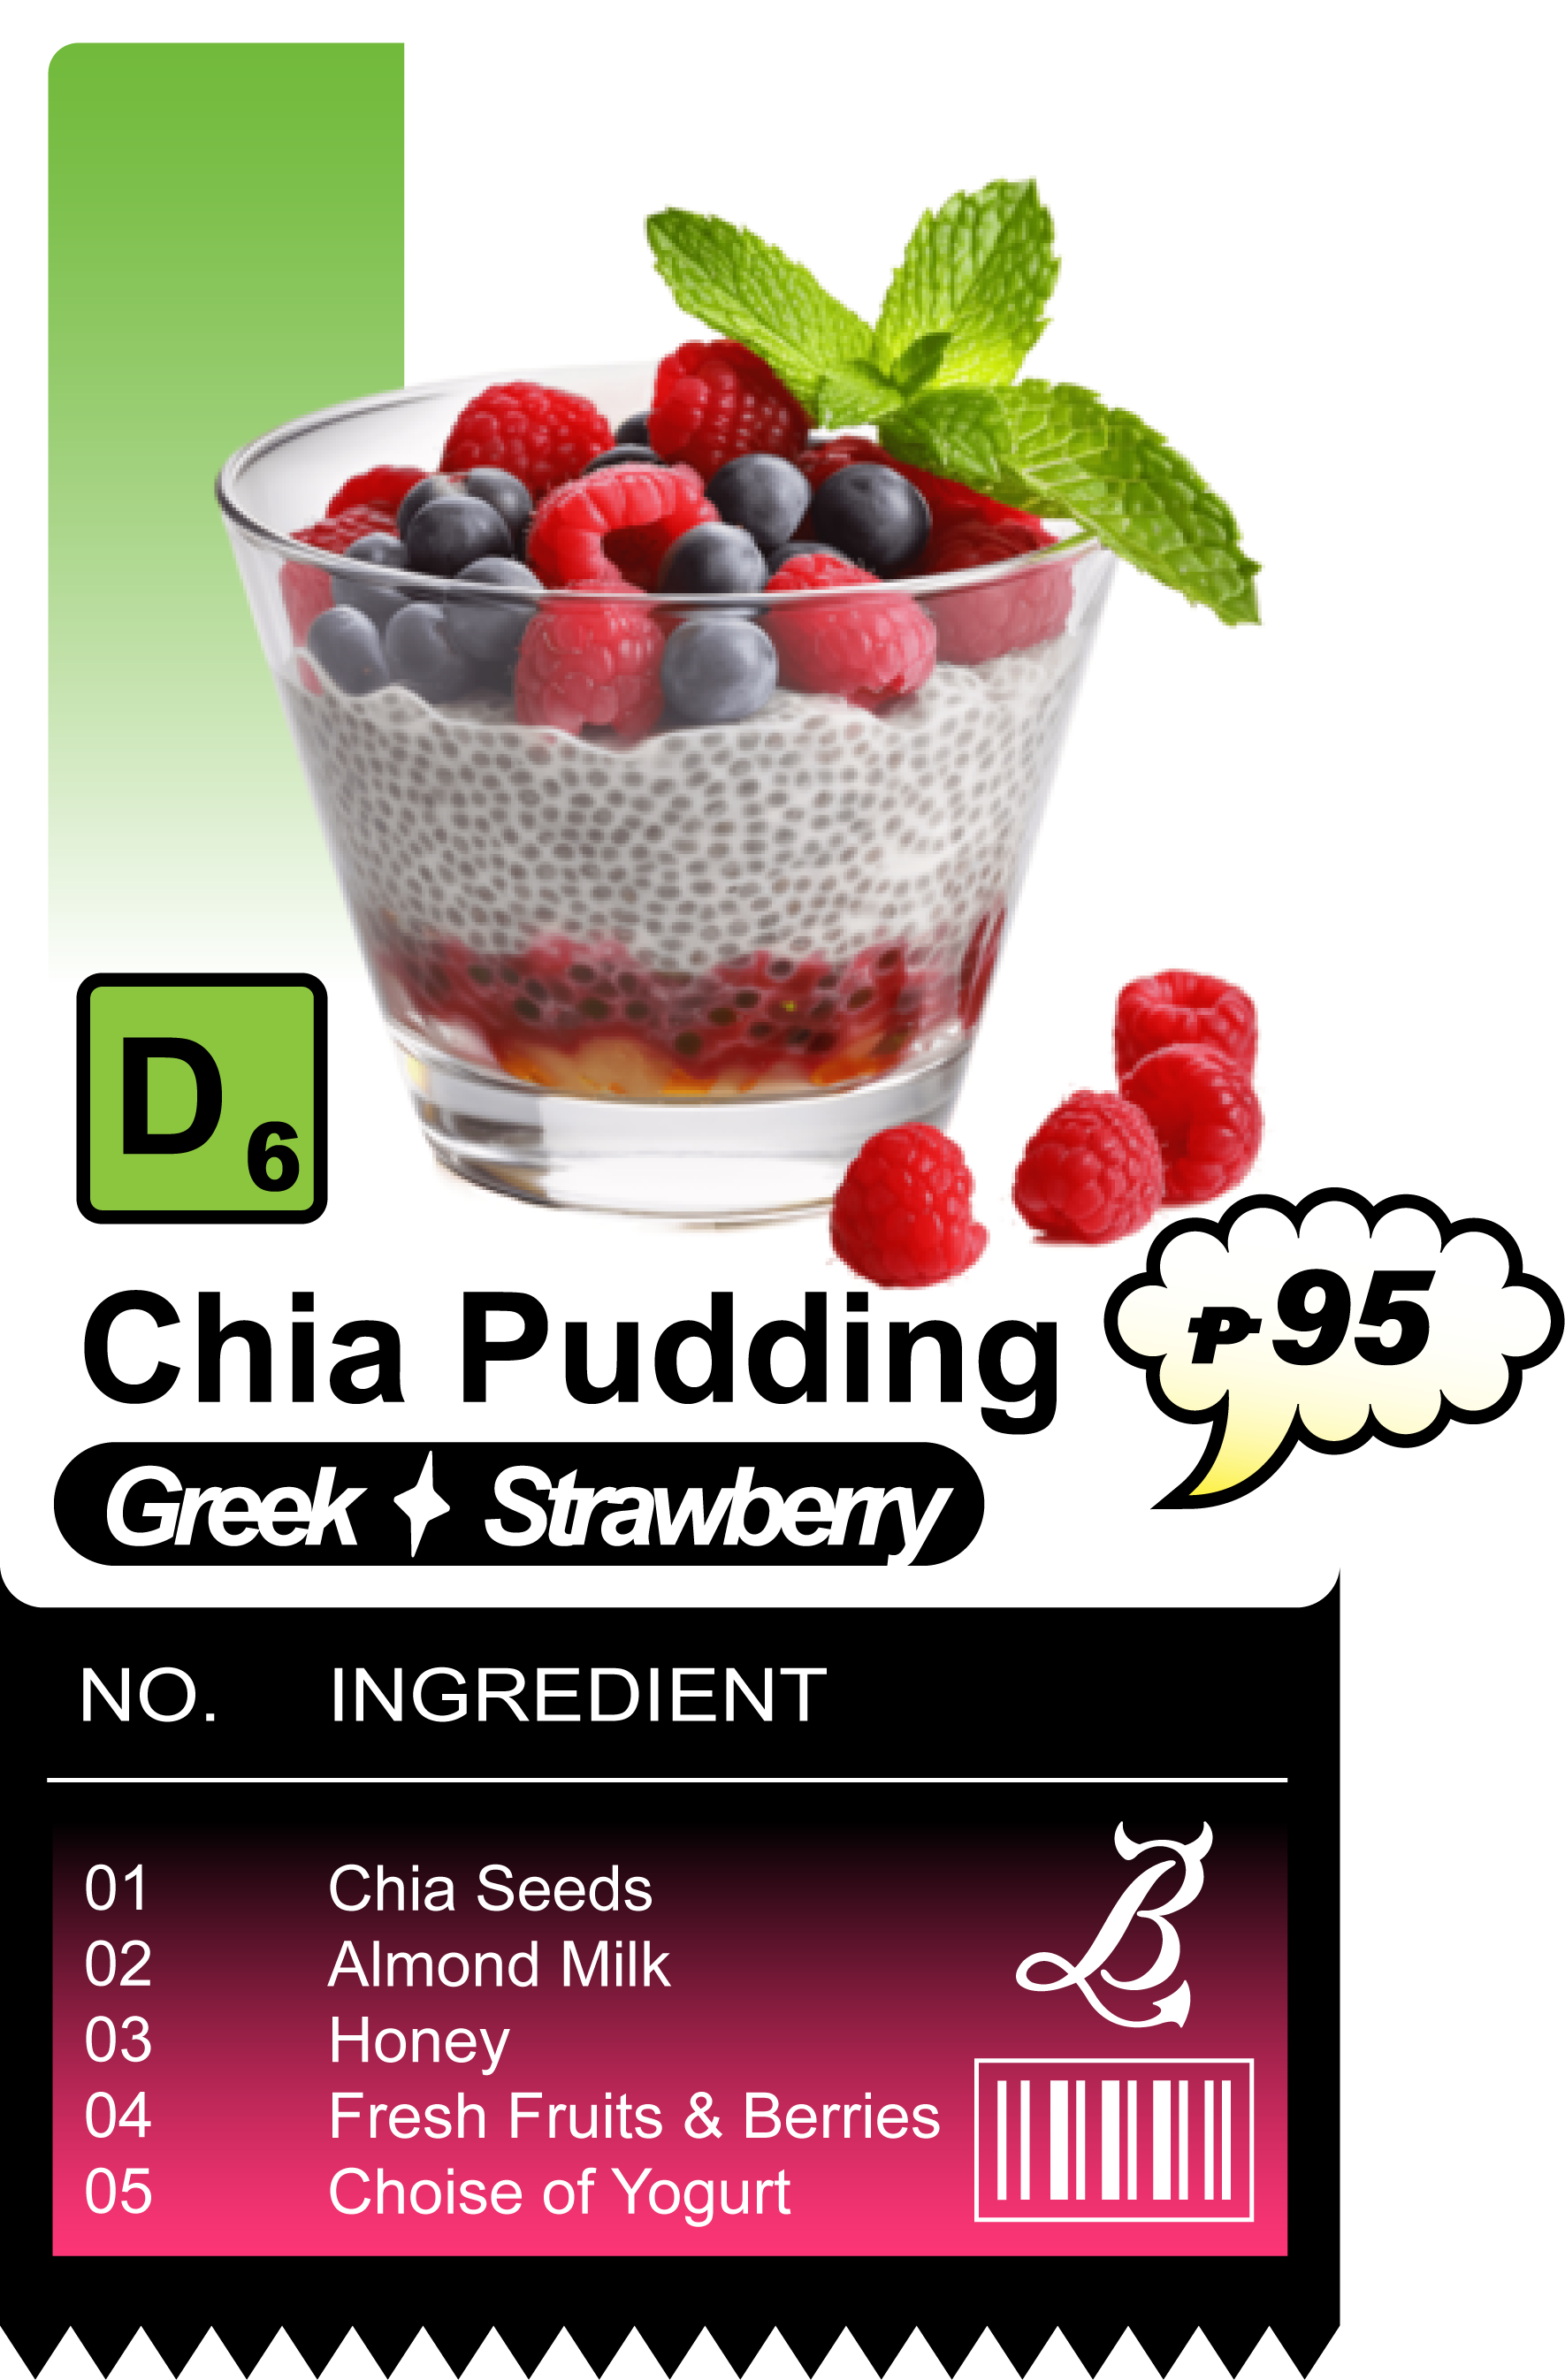 D 6
Chia Pudding
₱95
Greek Strawberry
NO. INGREDIENT
01 Chia Seeds
02 Almond Milk
03 Honey
04 Fresh Fruits & Berries
05 Choise of Yogurt
B